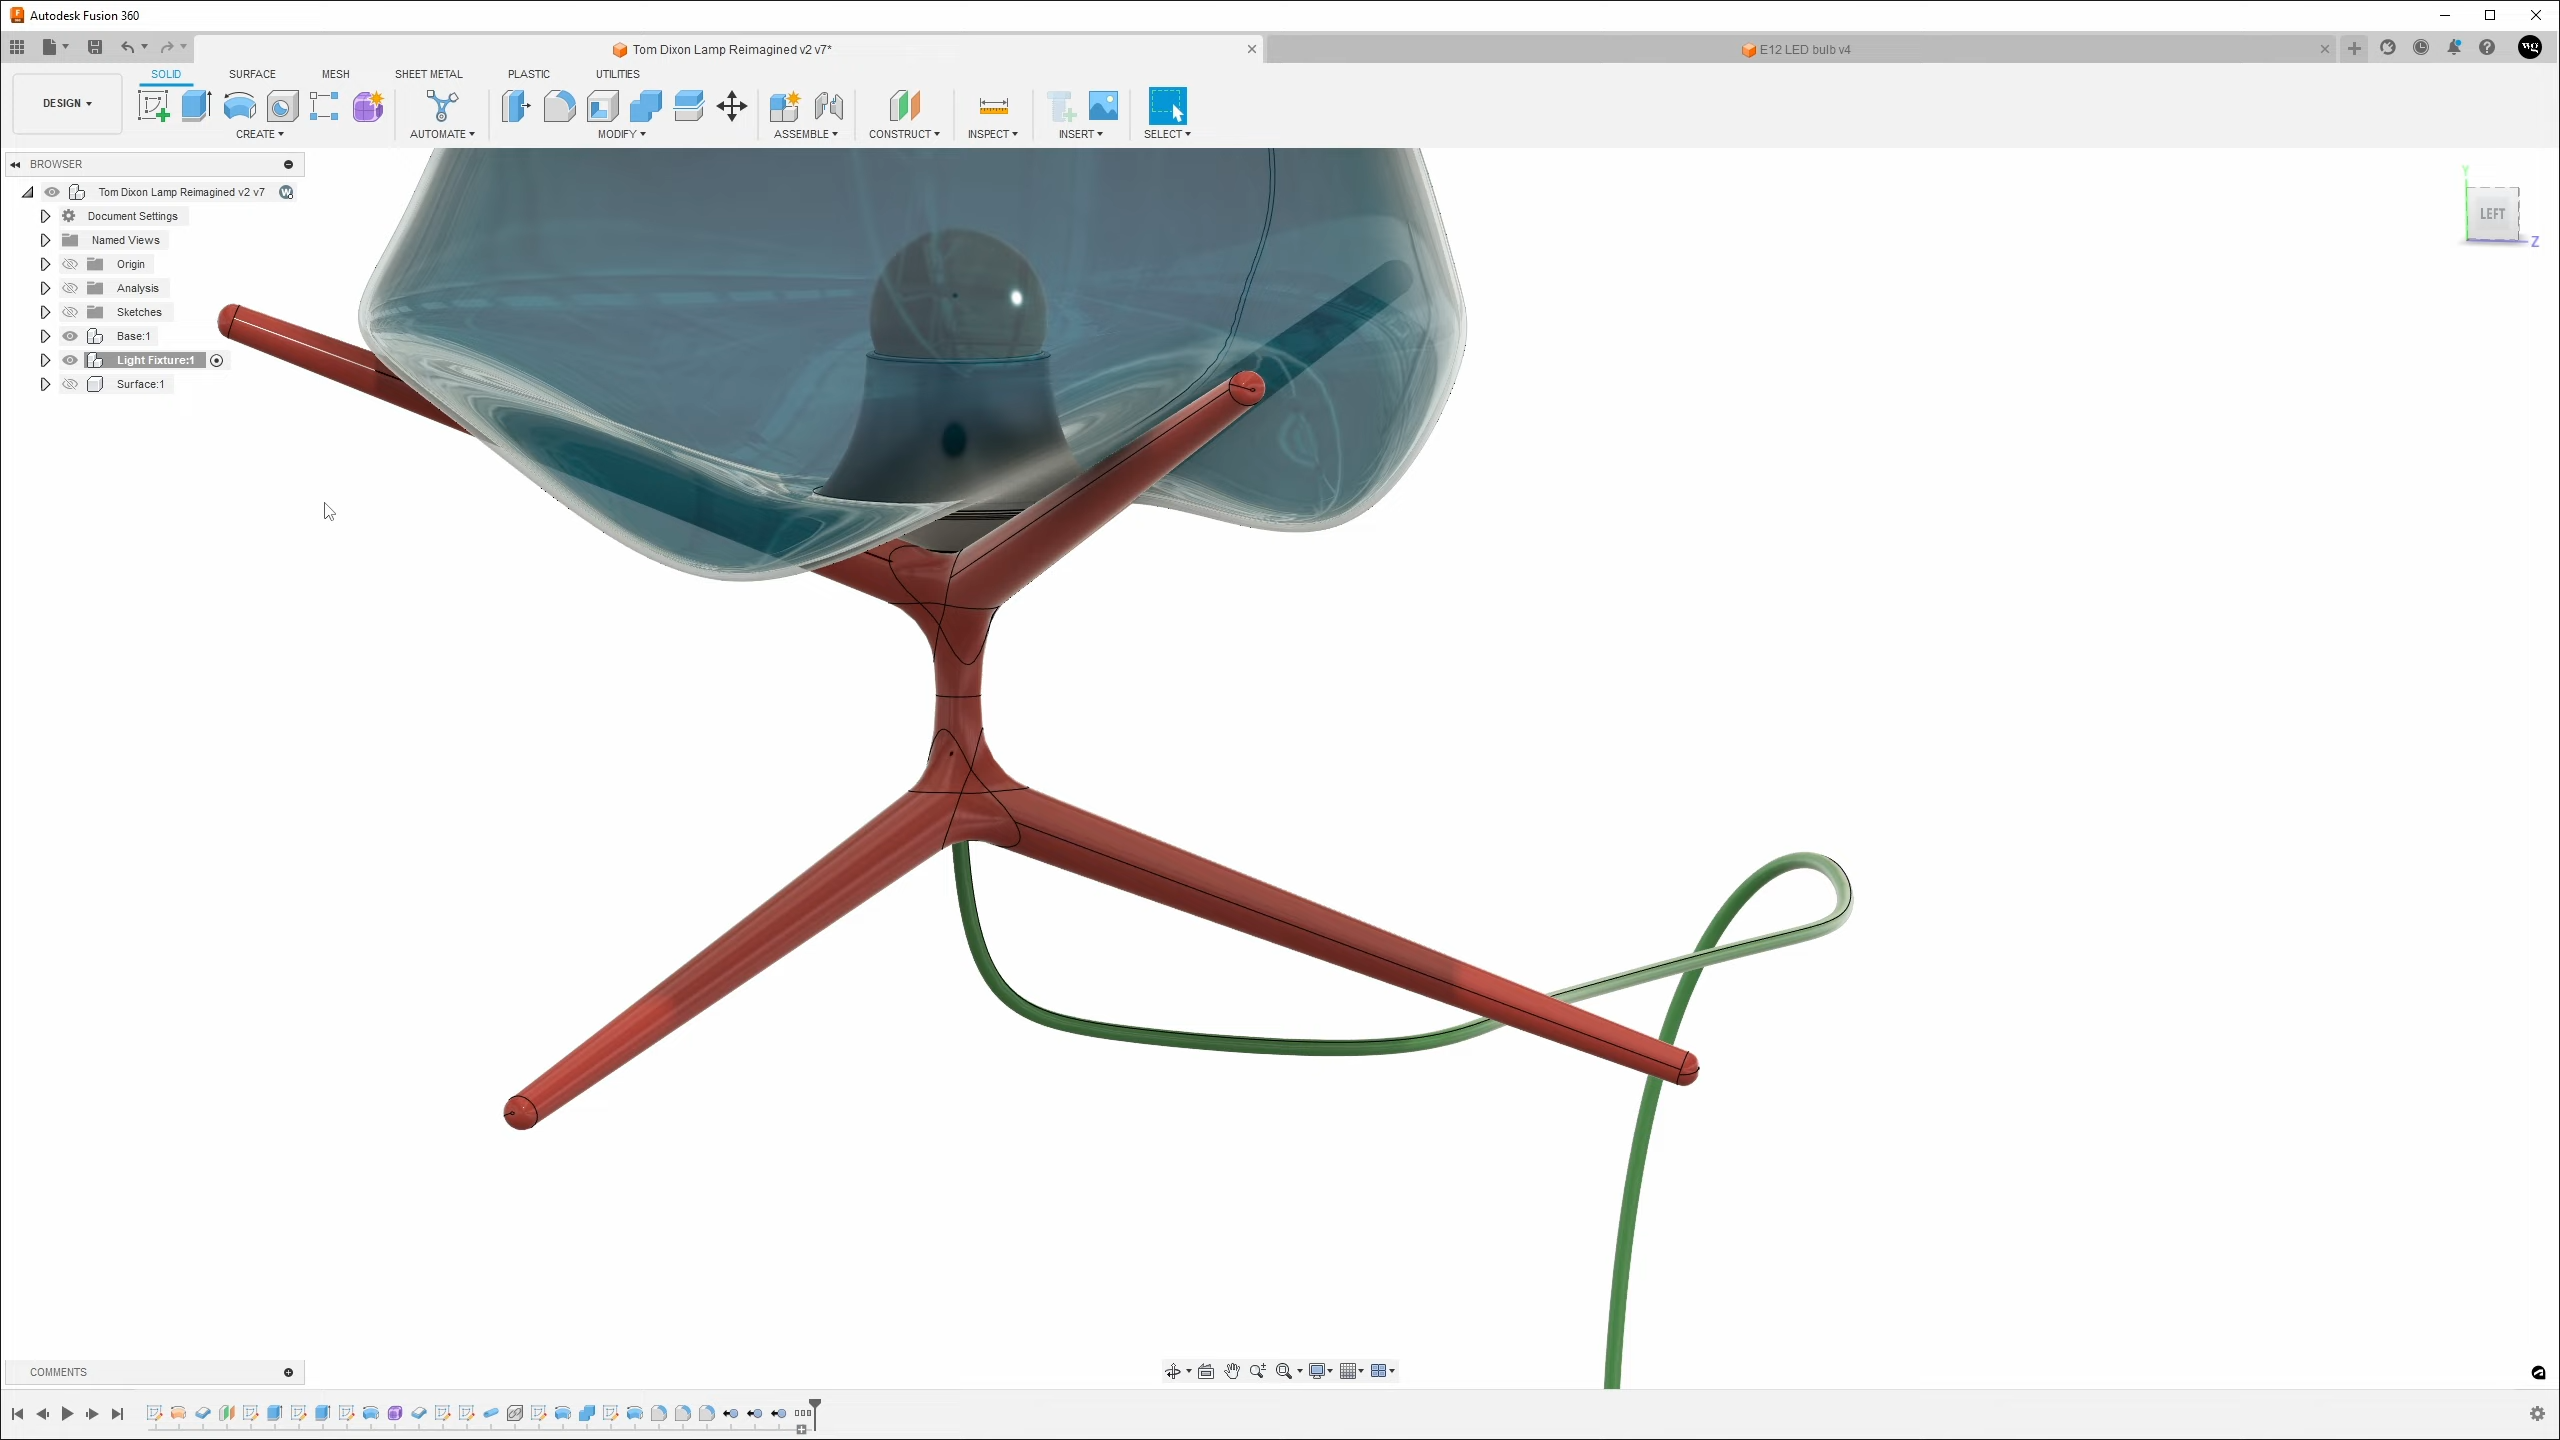 Autodesk Fusion 360
Tom Dixon Lamp Reimagined v2 v7*
E12 LED bulb v4
wg
DESIGN
SOLID
SURFACE
MESH
SHEET METAL
PLASTIC
UTILITIES
CREATE
AUTOMATE
MODIFY
ASSEMBLE
CONSTRUCT
INSPECT
INSERT
SELECT
BROWSER
Tom Dixon Lamp Reimagined v2 v7
Document Settings
Named Views
Origin
Analysis
Sketches
Base:1
Light Fixture:1
Surface:1
Y
LEFT
Z
COMMENTS